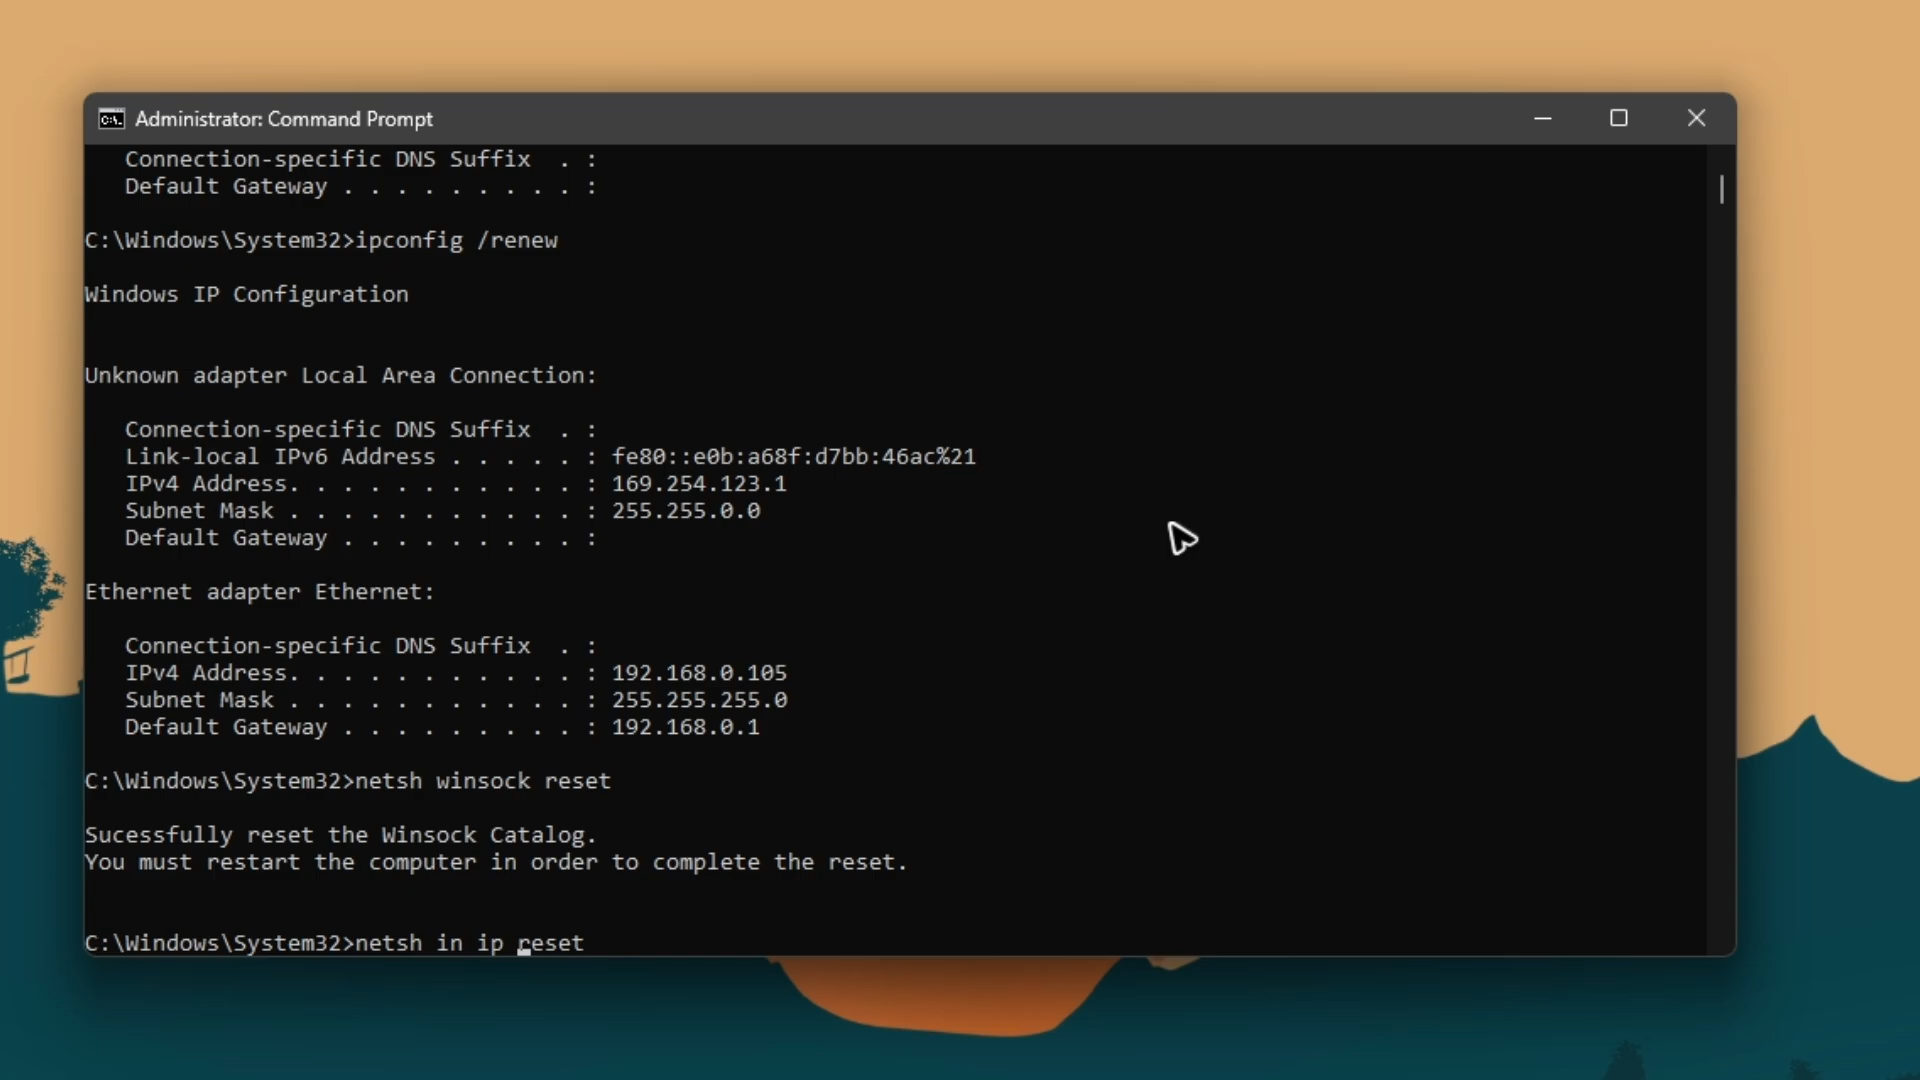 Administrator: Command Prompt
Connection-specific DNS Suffix  . :
Default Gateway . . . . . . . . . :
C:\Windows\System32>ipconfig /renew
Windows IP Configuration
Unknown adapter Local Area Connection:
Connection-specific DNS Suffix  . :
Link-local IPv6 Address . . . . . : fe80::e0b:a68f:d7bb:46ac%21
IPv4 Address. . . . . . . . . . . : 169.254.123.1
Subnet Mask . . . . . . . . . . . : 255.255.0.0
Default Gateway . . . . . . . . . :
Ethernet adapter Ethernet:
Connection-specific DNS Suffix  . :
IPv4 Address. . . . . . . . . . . : 192.168.0.105
Subnet Mask . . . . . . . . . . . : 255.255.255.0
Default Gateway . . . . . . . . . : 192.168.0.1
C:\Windows\System32>netsh winsock reset
Sucessfully reset the Winsock Catalog.
You must restart the computer in order to complete the reset.
C:\Windows\System32>netsh in ip reset